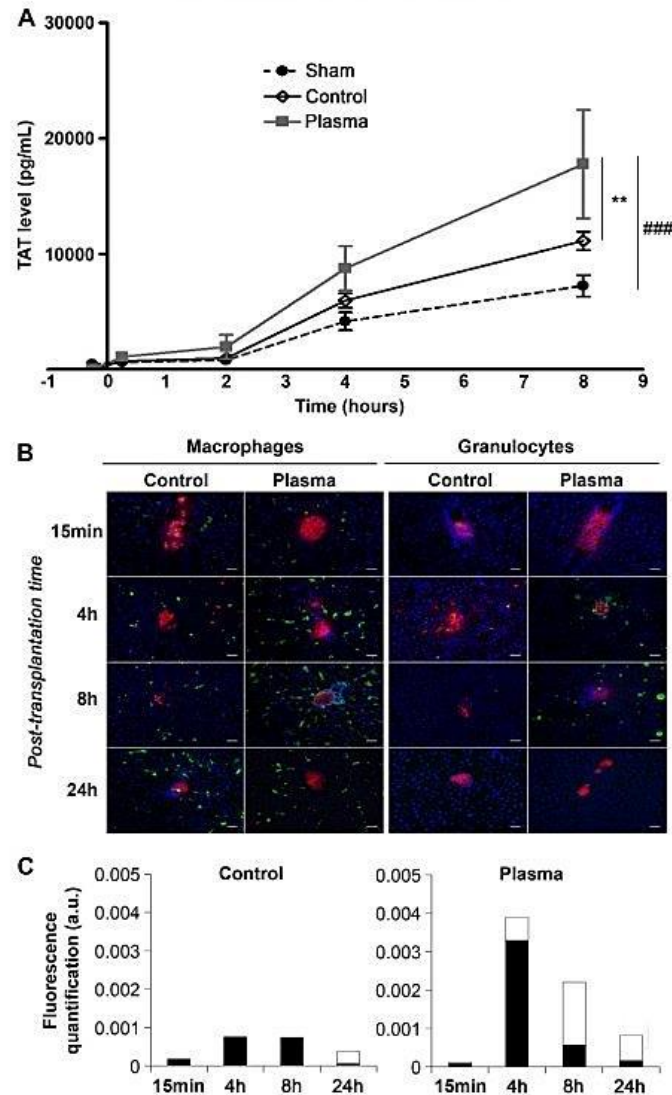 A
30000
20000
10000
0
TAT level (pg/mL)
Sham
Control
Plasma
**
###
-1 0 1 2 3 4 5 6 7 8 9
Time (hours)
B
Macrophages Granulocytes
Control Plasma Control Plasma
Post-transplantation time
15min
4h
8h
24h
C
Control Plasma
Fluorescence
quantification (a.u.)
0.005 0.005
0.004 0.004
0.003 0.003
0.002 0.002
0.001 0.001
0 0
15min 4h 8h 24h 15min 4h 8h 24h